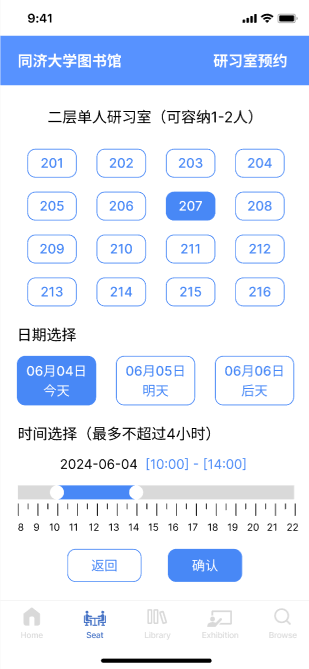 9:41
同济大学图书馆 研习室预约
二层单人研习室（可容纳1-2人）
201 202 203 204
205 206 207 208
209 210 211 212
213 214 215 216
日期选择
06月04日 06月05日 06月06日
今天 明天 后天
时间选择（最多不超过4小时）
2024-06-04 [10:00] - [14:00]
8 9 10 11 12 13 14 15 16 17 18 19 20 21 22
返回 确认
Home Seat Library Exhibition Browse